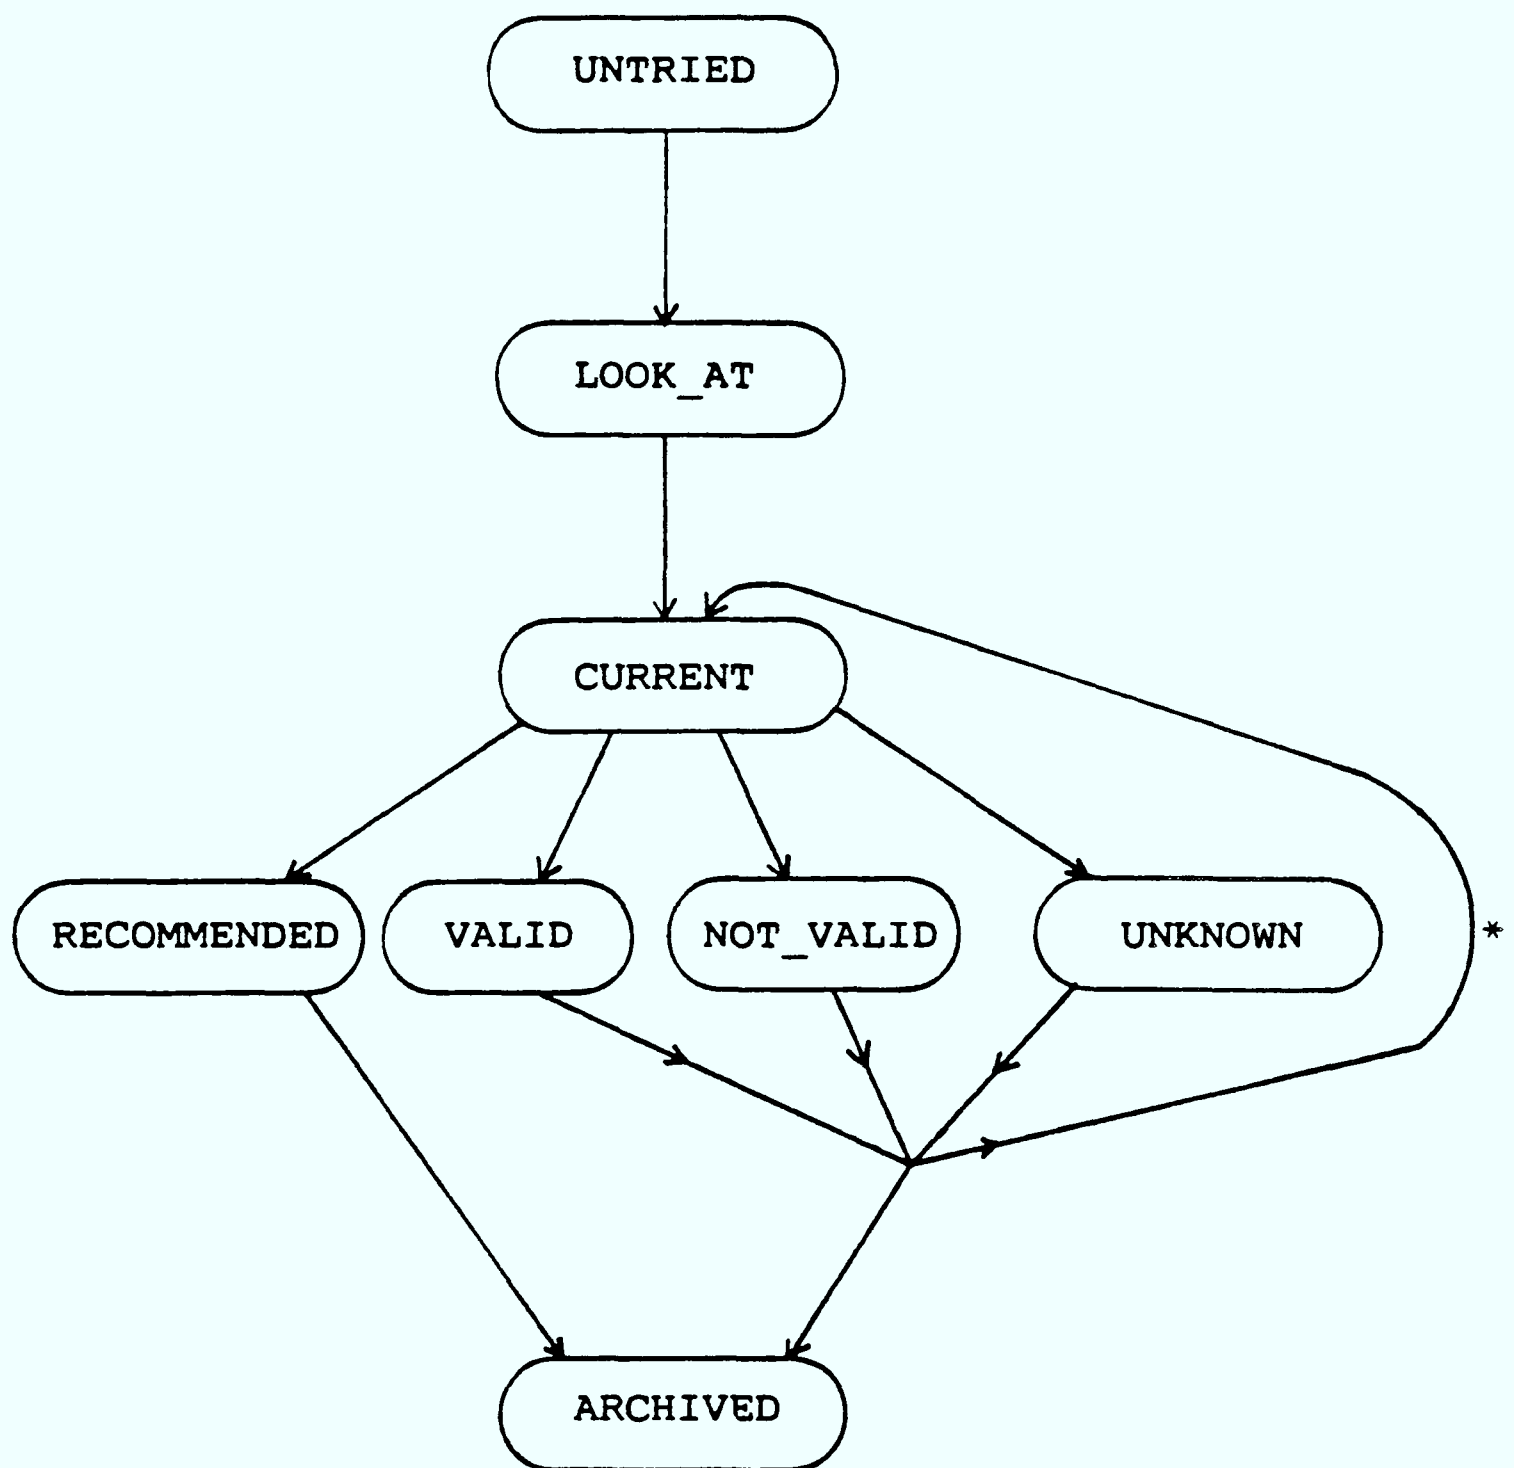 UNTRIED
LOOK_AT
CURRENT
RECOMMENDED
VALID
NOT_VALID
UNKNOWN
*
ARCHIVED